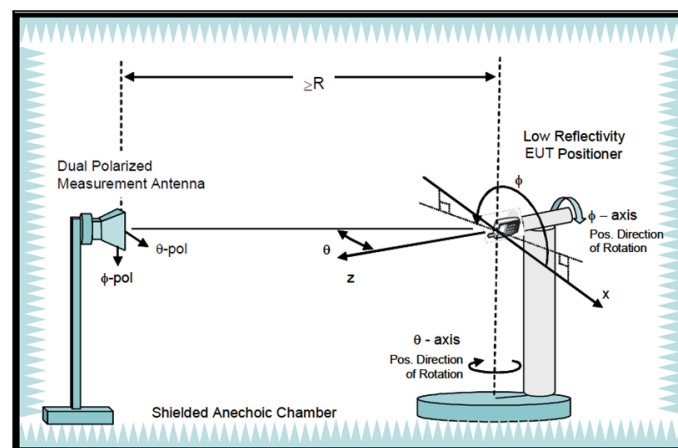 ≥R
Low Reflectivity
EUT Positioner
Dual Polarized
Measurement Antenna
ϕ
ϕ – axis
Pos. Direction
of Rotation
θ-pol
ϕ-pol
θ
z
x
θ - axis
Pos. Direction
of Rotation
Shielded Anechoic Chamber